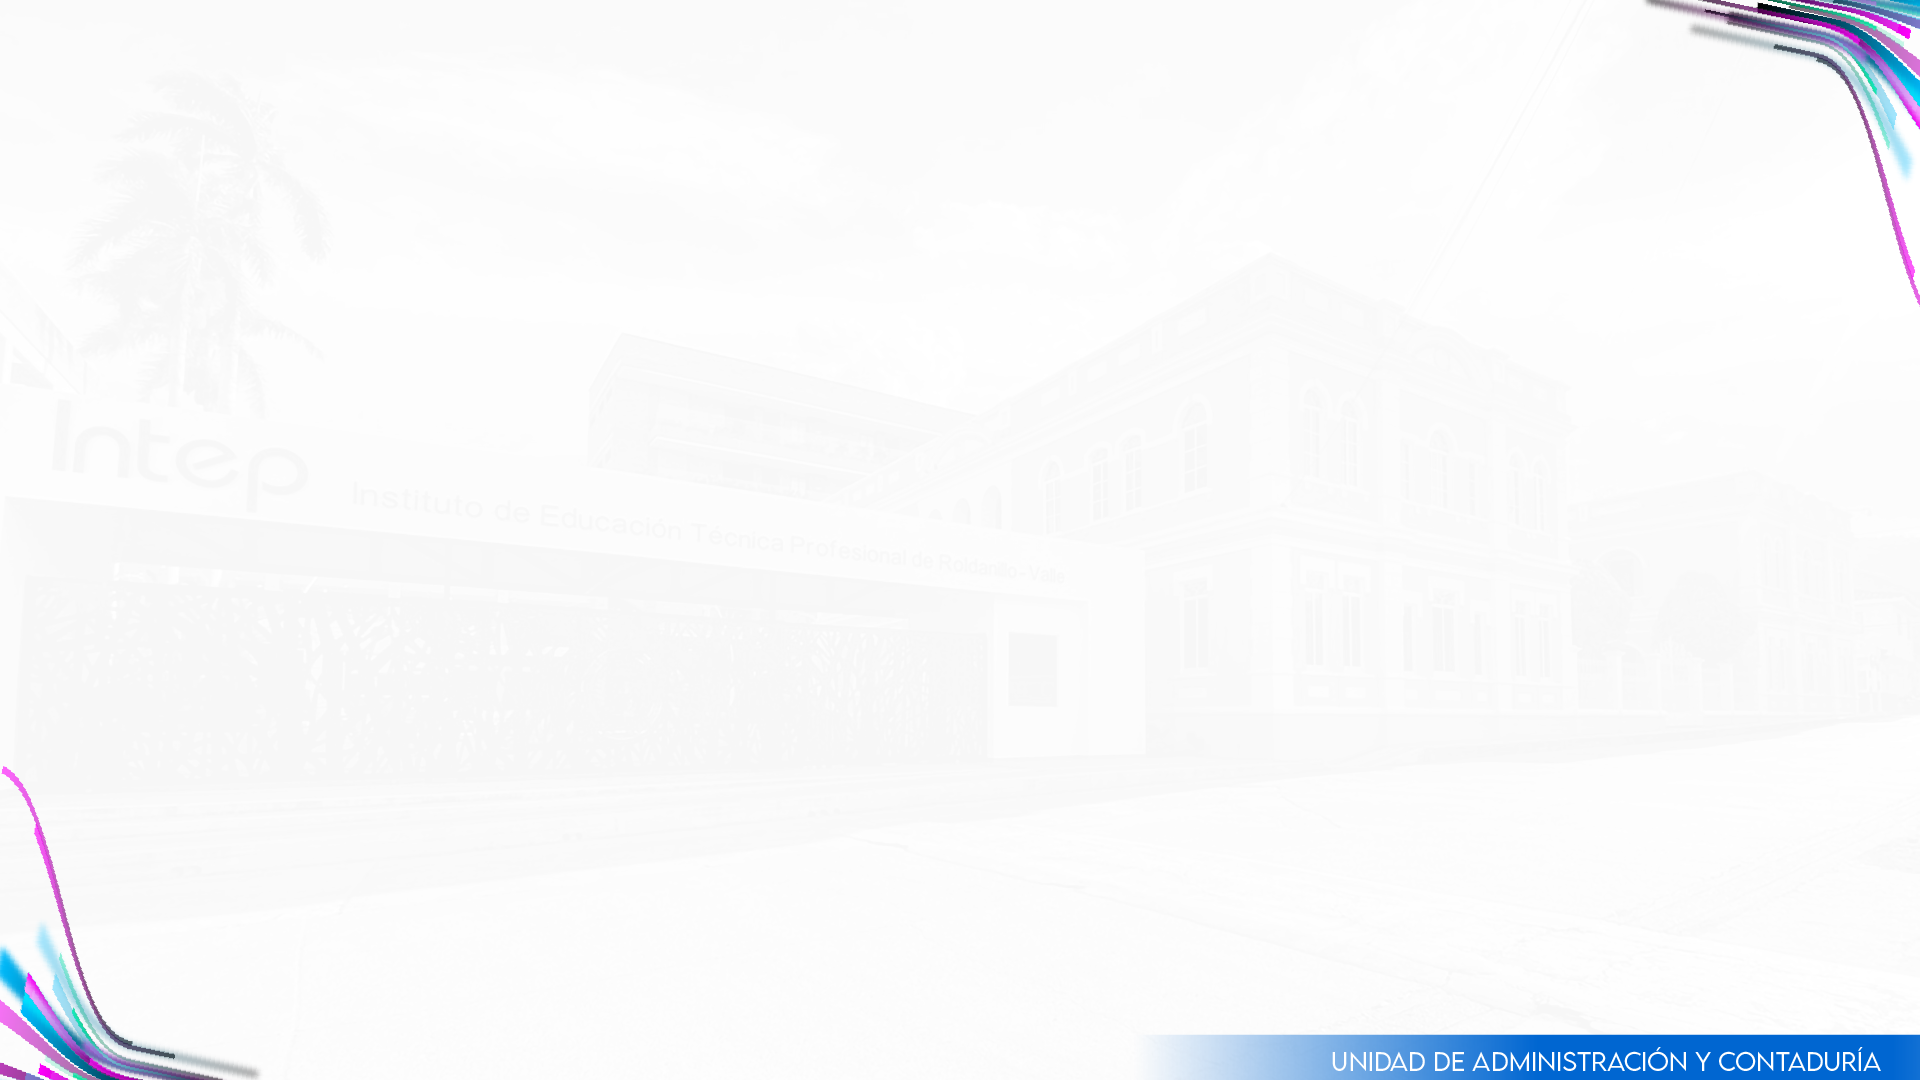 Intep
Instituto de Educación Técnica Profesional de Roldanillo-Valle
UNIDAD DE ADMINISTRACIÓN Y CONTADURÍA